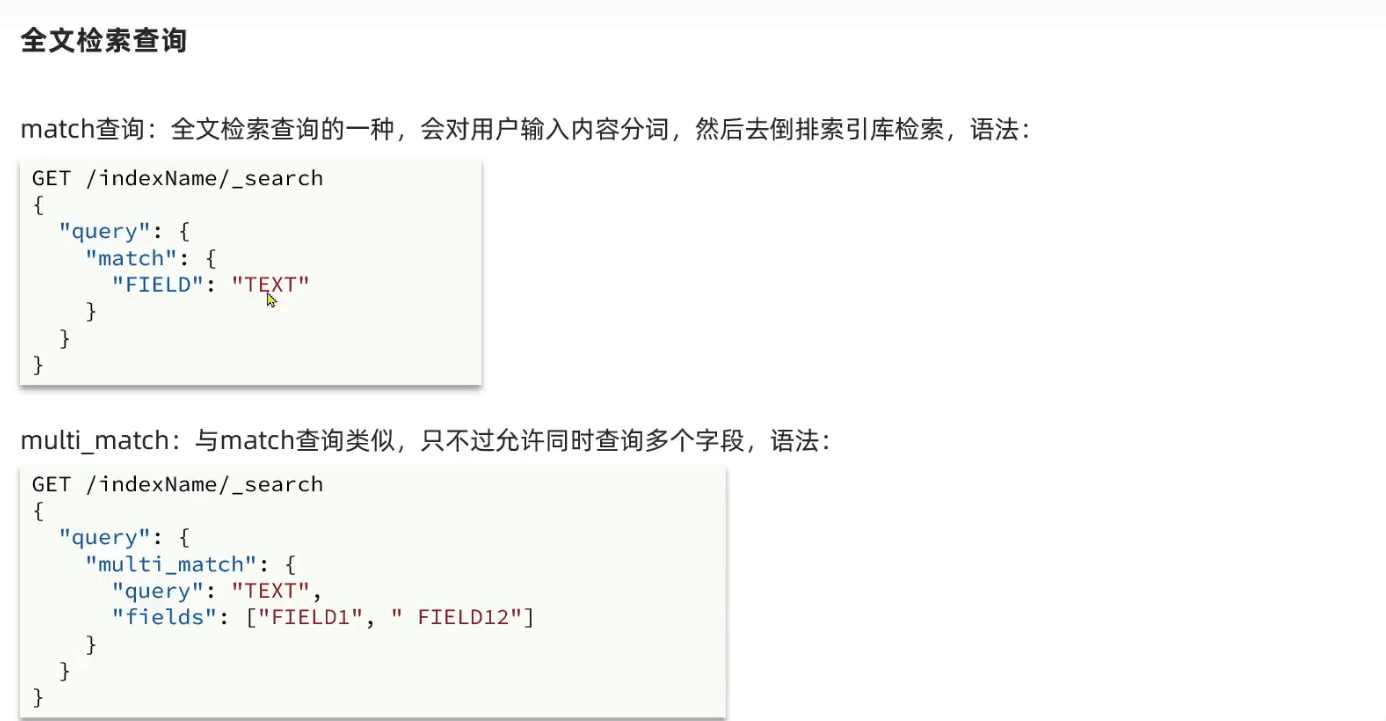 全文检索查询
match查询：全文检索查询的一种，会对用户输入内容分词，然后去倒排索引库检索，语法：
GET /indexName/_search
{
  "query": {
    "match": {
      "FIELD": "TEXT"
    }
  }
}
multi_match：与match查询类似，只不过允许同时查询多个字段，语法：
GET /indexName/_search
{
  "query": {
    "multi_match": {
      "query": "TEXT",
      "fields": ["FIELD1", " FIELD12"]
    }
  }
}